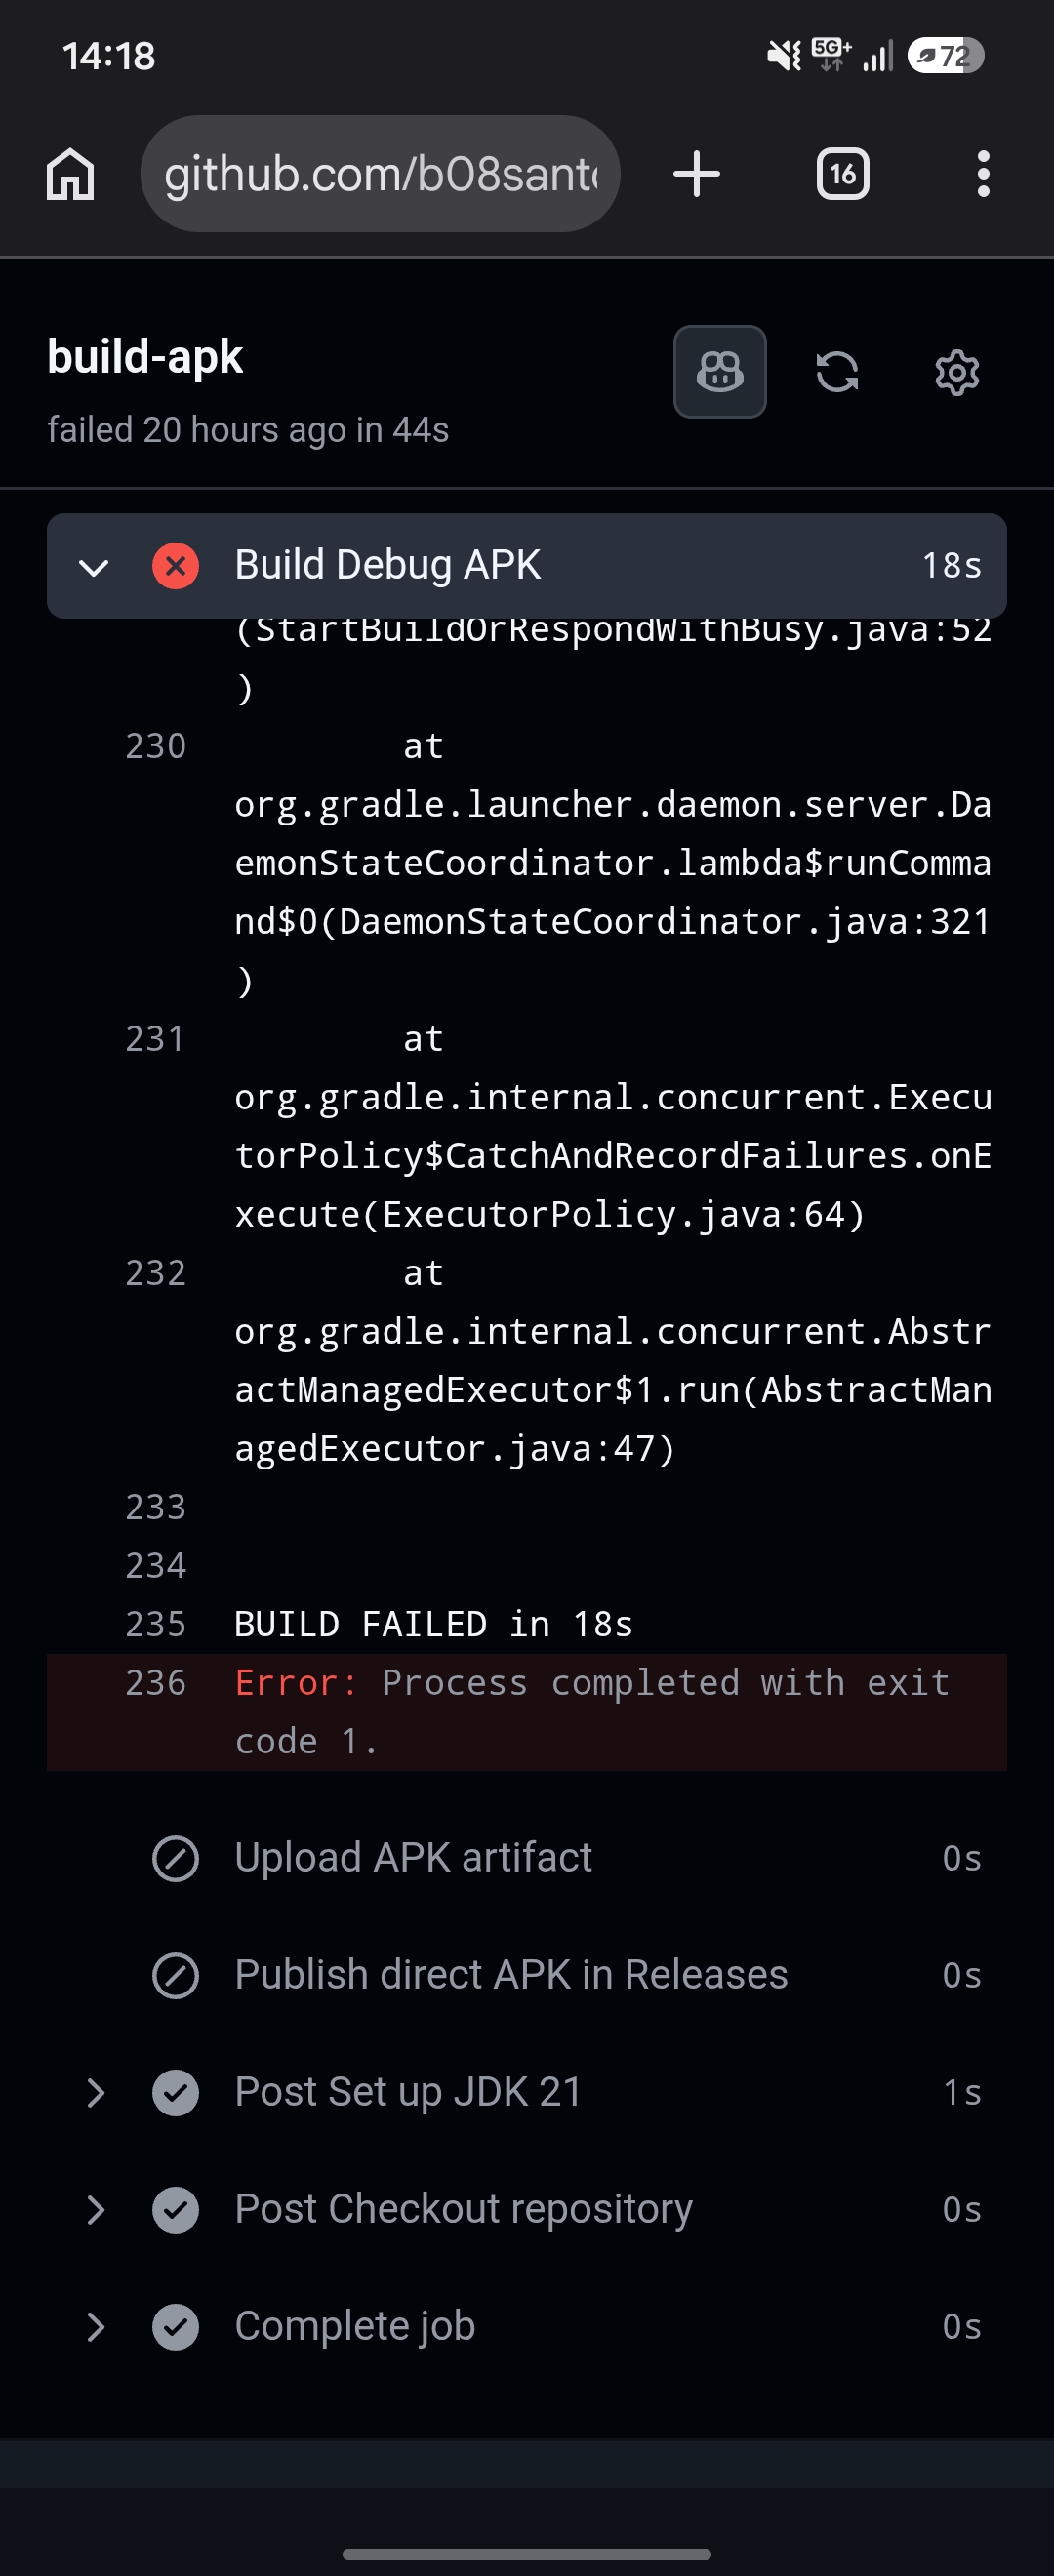 14:18
5G+
72
github.com/b08sant
16
build-apk
failed 20 hours ago in 44s
Build Debug APK 18s
(StartBuildOrRespondWithBusy.java:52
)
230 at
org.gradle.launcher.daemon.server.Da
emonStateCoordinator.lambda$runComma
nd$0(DaemonStateCoordinator.java:321
)
231 at
org.gradle.internal.concurrent.Execu
torPolicy$CatchAndRecordFailures.onE
xecute(ExecutorPolicy.java:64)
232 at
org.gradle.internal.concurrent.Abstr
actManagedExecutor$1.run(AbstractMan
agedExecutor.java:47)
233
234
235 BUILD FAILED in 18s
236 Error: Process completed with exit
code 1.
Upload APK artifact 0s
Publish direct APK in Releases 0s
Post Set up JDK 21 1s
Post Checkout repository 0s
Complete job 0s